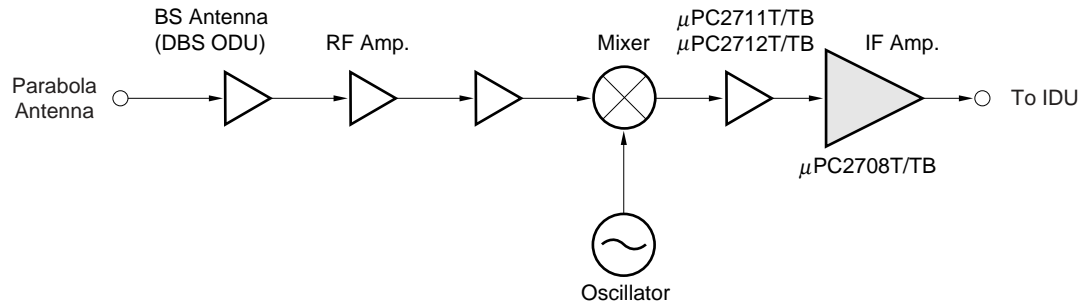 BS Antenna
(DBS ODU)
RF Amp.
Mixer
μPC2711T/TB
μPC2712T/TB
IF Amp.
Parabola
Antenna
To IDU
μPC2708T/TB
Oscillator